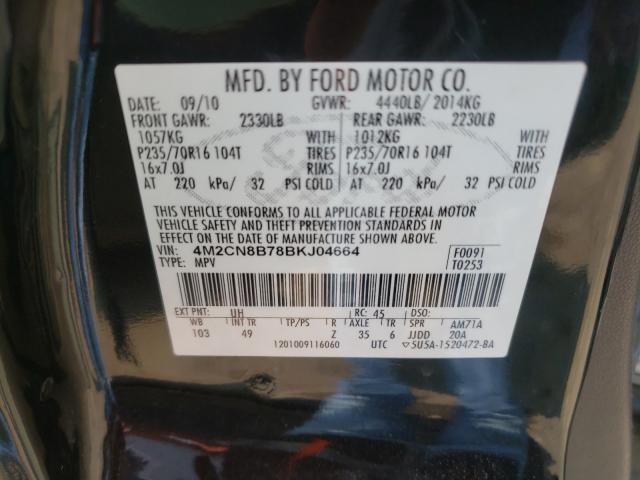 MFD. BY FORD MOTOR CO.
DATE: 09/10 GVWR: 4440LB/ 2014KG
FRONT GAWR: 2330LB REAR GAWR: 2230LB
1057KG WITH 1012KG WITH
P235/70R16 104T TIRES P235/70R16 104T TIRES
16x7.0J RIMS 16x7.0J RIMS
AT 220 kPa/ 32 PSI COLD AT 220 kPa/ 32 PSI COLD
THIS VEHICLE CONFORMS TO ALL APPLICABLE FEDERAL MOTOR
VEHICLE SAFETY AND THEFT PREVENTION STANDARDS IN
EFFECT ON THE DATE OF MANUFACTURE SHOWN ABOVE.
VIN: 4M2CN8B78BKJ04664 F0091
TYPE: MPV T0253
EXT PNT: UH RC: 45
WB INT TR TP/PS R AXLE TR SPR AM71A
103 49 Z 35 6 JJDD 20A
1201009116060 UTC 5U5A-1520472-BA